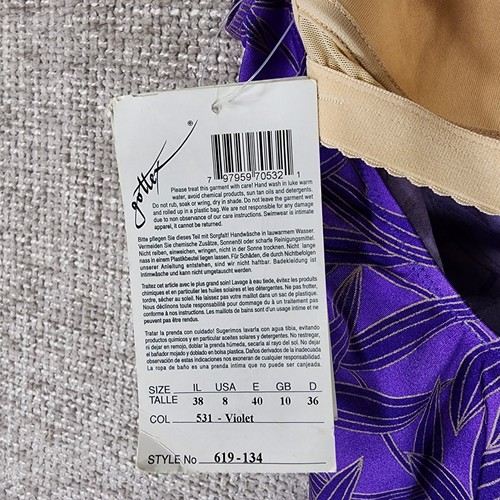 gottex ®
7 97959 70532 1
Please treat this garment with care! Hand wash in luke warm
water, avoid chemical products, sun tan oils and detergents.
Do not rub, soak or wring, dry in shade. Do not leave the garment wet
and rolled up in a plastic bag. We are not responsible for any damage
due to non observance of our care instructions. Swimwear is intimate
apparel, it cannot be returned.
Bitte pflegen Sie dieses Teil mit Sorgfalt! Handwäsche in lauwarmem Wasser.
Vermeiden Sie chemische Zusätze, Sonnenöl oder scharfe Reinigungsmittel.
Nicht reiben, einweichen, wringen, nicht in der Sonne trocknen. Nicht
nass in einem Plastikbeutel liegen lassen. Für Schäden, die durch Nichtbefolgen
unserer Anleitung entstehen, sind wir nicht haftbar. Badekleidung ist
Intimwäsche und kann nicht umgetauscht werden.
Traitez cet article avec le plus grand soin! Lavage à eau tiède, évitez les produits
chimiques et en particulier les huiles solaires et les détergents. Ne pas frotter,
tordre, sécher au soleil. Ne laissez pas votre maillot dans un sac de plastique.
Nous déclinons toute responsabilité pour dommage du à un traitement pas
conforme à nos instructions. Les maillots de bains sont d'un usage intime et ne
peuvent pas être rendus.
Tratar la prenda con cuidado! Sugerimos lavarla con agua tibia, evitando
productos quimicos y en particular aceites solares y detergentes. No restregar,
ni dejar en remojo, doblar la prenda húmeda, secarla al rayo del sol. No dejar
el bañador mojado y doblado en bolsa plastica. Daños derivados de la inadecuada
observación de las instrucciones nos exoneran de cualquier responsabilidad.
La ropa de baño es una prenda intima que no puede ser canjeada.
SIZE IL USA E GB D
TALLE 38 8 40 10 36
COL 531 - Violet
STYLE No 619-134